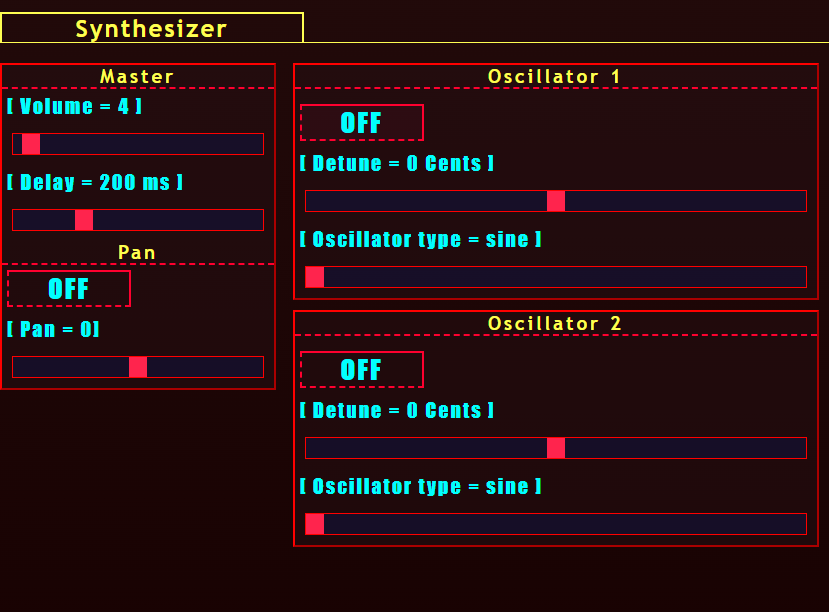 Synthesizer
Master
[ Volume = 4 ]
[ Delay = 200 ms ]
Pan
OFF
[ Pan = 0]
Oscillator 1
OFF
[ Detune = 0 Cents ]
[ Oscillator type = sine ]
Oscillator 2
OFF
[ Detune = 0 Cents ]
[ Oscillator type = sine ]